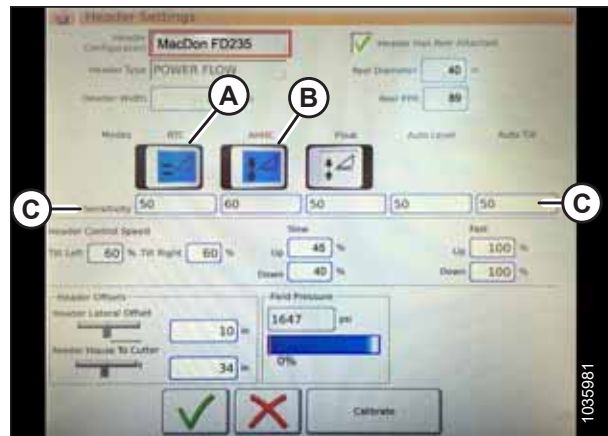 Header Settings
Header Configuration MacDon FD235 Header Has Reel Attached
Header Type POWER FLOW Reel Diameter 40 in
Header Width Reel PPR 89
A B
Modes RTC AHHC Float Auto Level Auto Tilt
C Sensitivity 50 60 50 50 50 C
Header Control Speed Slow Fast
Tilt Left 60 % Tilt Right 60 % Up 45 % Up 100 %
Down 40 % Down 100 %
Header Offsets Field Pressure
Header Lateral Offset 10 in 1647 psi
Feeder House To Cutter 34 in 0%
Calibrate
1035981